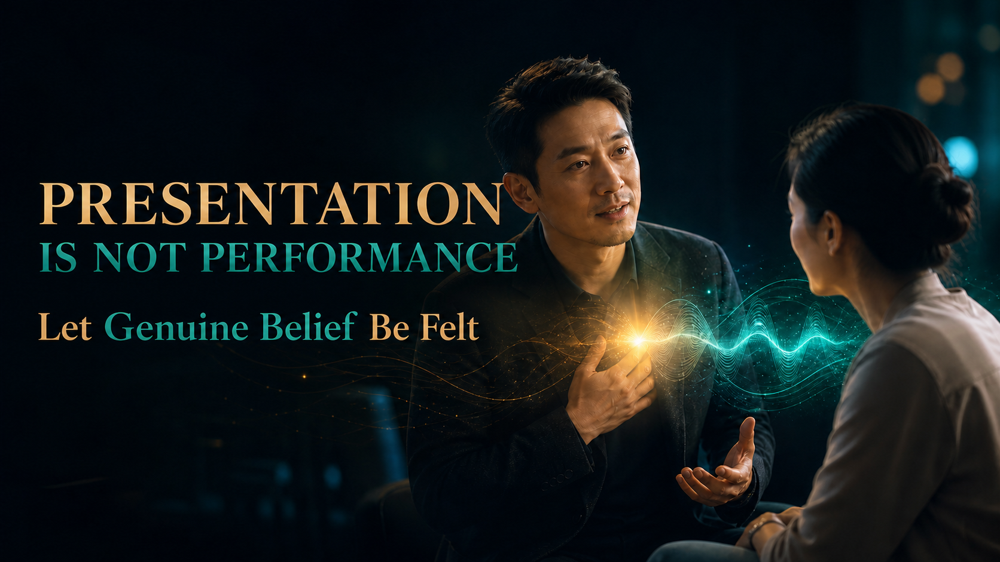 PRESENTATION
IS NOT PERFORMANCE
Let Genuine Belief Be Felt